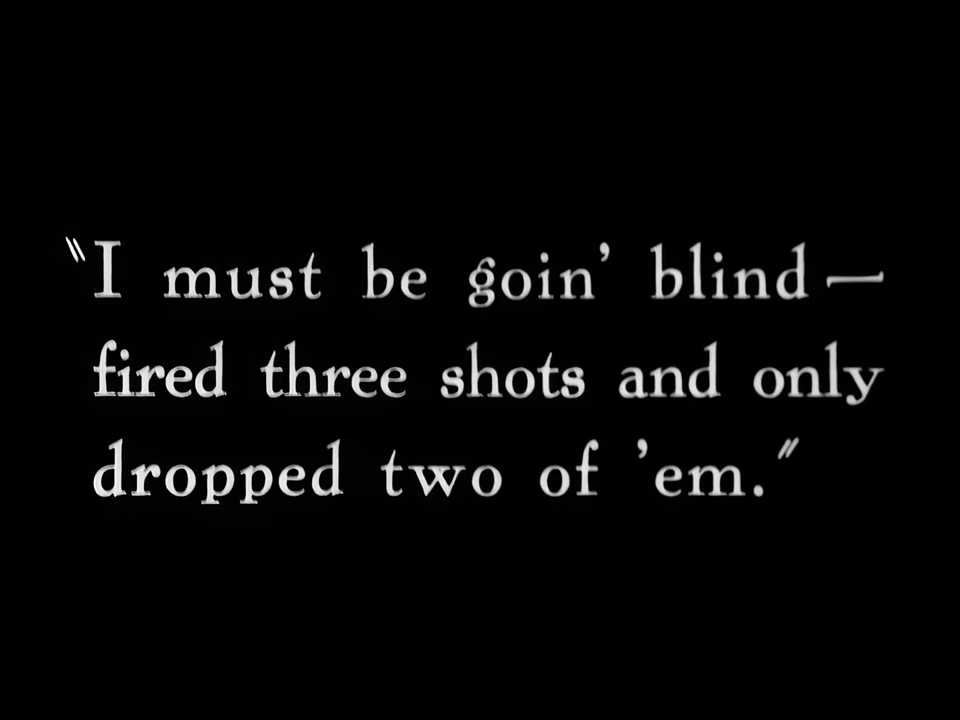 "I must be goin' blind—
fired three shots and only
dropped two of 'em."